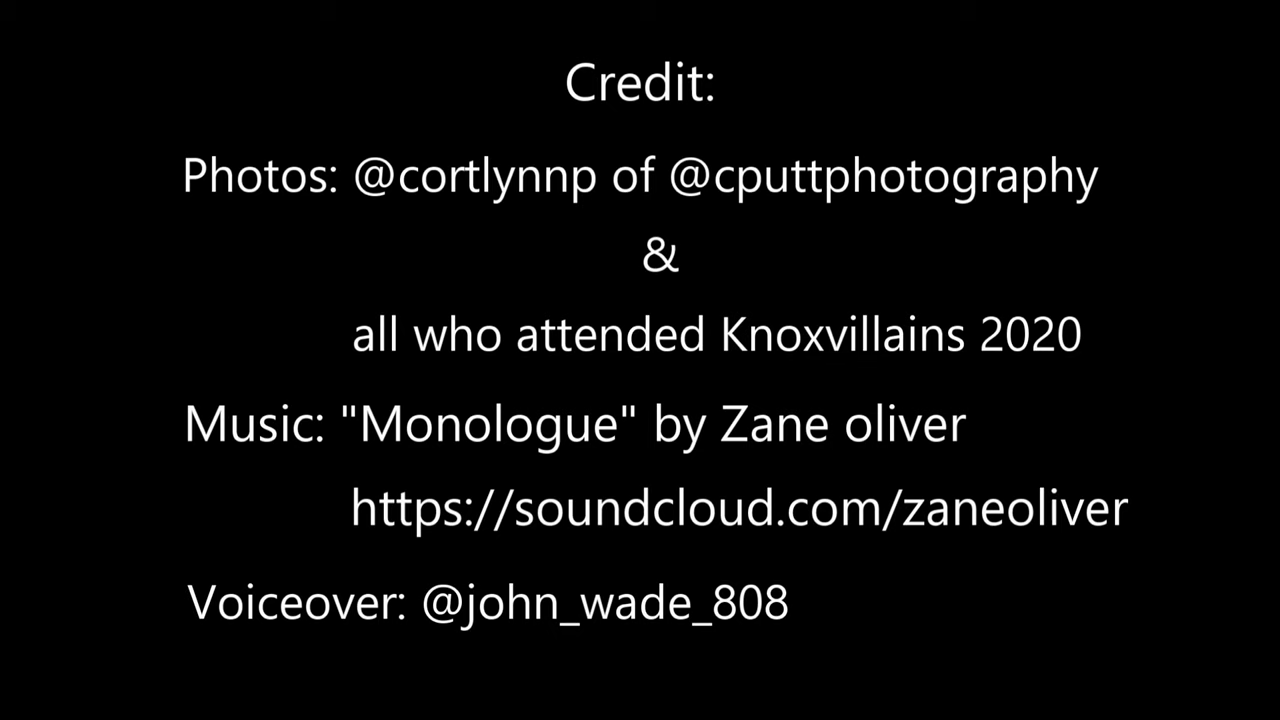 Credit:
Photos: @cortlynnp of @cputtphotography
&
all who attended Knoxvillains 2020
Music: "Monologue" by Zane oliver
https://soundcloud.com/zaneoliver
Voiceover: @john_wade_808